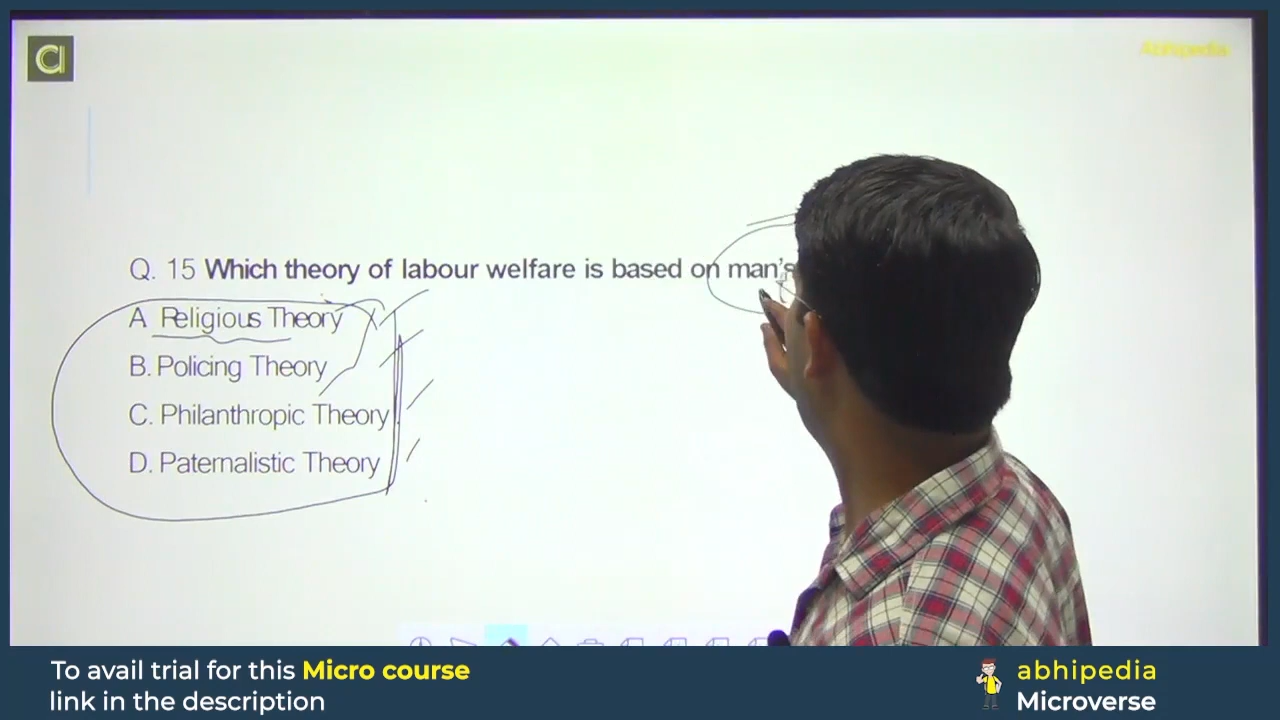 Abhipedia
Q. 15 Which theory of labour welfare is based on man's
A Religious Theory
B. Policing Theory
C. Philanthropic Theory
D. Paternalistic Theory
To avail trial for this Micro course
link in the description
abhipedia
Microverse